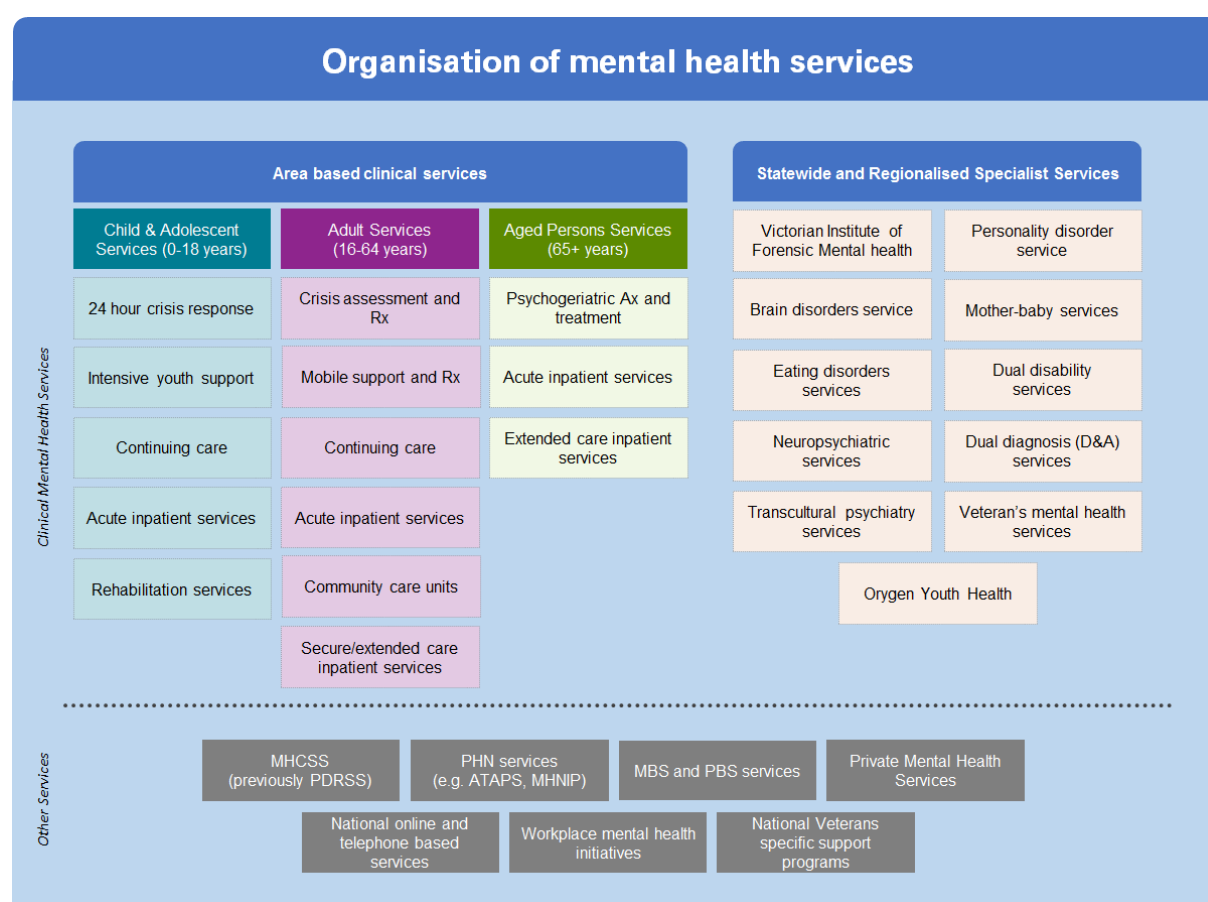 Organisation of mental health services
Area based clinical services
Child & Adolescent
Services (0-18 years)
24 hour crisis response
Intensive youth support
Continuing care
Acute inpatient services
Rehabilitation services
Adult Services
(16-64 years)
Crisis assessment and
Rx
Mobile support and Rx
Continuing care
Acute inpatient services
Community care units
Secure/extended care
inpatient services
Aged Persons Services
(65+ years)
Psychogeriatric Ax and
treatment
Acute inpatient services
Extended care inpatient
services
Statewide and Regionalised Specialist Services
Victorian Institute of
Forensic Mental health
Personality disorder
service
Brain disorders service
Mother-baby services
Eating disorders
services
Dual disability
services
Neuropsychiatric
services
Dual diagnosis (D&A)
services
Transcultural psychiatry
services
Veteran's mental health
services
Orygen Youth Health
Clinical Mental Health Services
Other Services
MHCSS
(previously PDRSS)
PHN services
(e.g. ATAPS, MHNIP)
MBS and PBS services
Private Mental Health
Services
National online and
telephone based
services
Workplace mental health
initiatives
National Veterans
specific support
programs